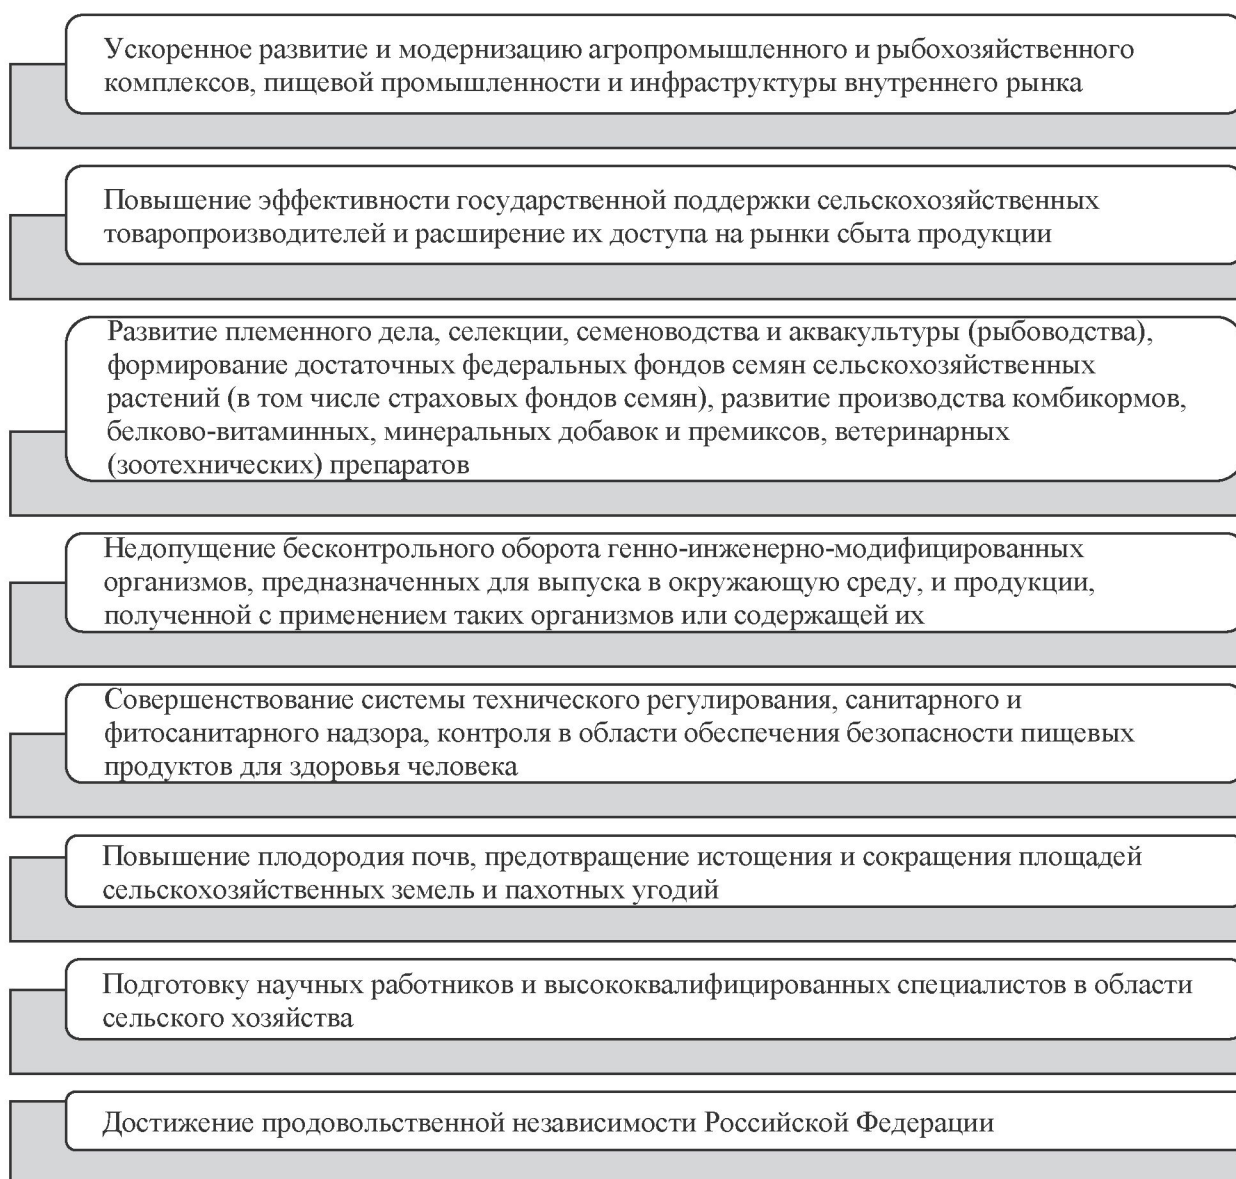 Ускоренное развитие и модернизацию агропромышленного и рыбохозяйственного
комплексов, пищевой промышленности и инфраструктуры внутреннего рынка
Повышение эффективности государственной поддержки сельскохозяйственных
товаропроизводителей и расширение их доступа на рынки сбыта продукции
Развитие племенного дела, селекции, семеноводства и аквакультуры (рыбоводства),
формирование достаточных федеральных фондов семян сельскохозяйственных
растений (в том числе страховых фондов семян), развитие производства комбикормов,
белково-витаминных, минеральных добавок и премиксов, ветеринарных
(зоотехнических) препаратов
Недопущение бесконтрольного оборота генно-инженерно-модифицированных
организмов, предназначенных для выпуска в окружающую среду, и продукции,
полученной с применением таких организмов или содержащей их
Совершенствование системы технического регулирования, санитарного и
фитосанитарного надзора, контроля в области обеспечения безопасности пищевых
продуктов для здоровья человека
Повышение плодородия почв, предотвращение истощения и сокращения площадей
сельскохозяйственных земель и пахотных угодий
Подготовку научных работников и высококвалифицированных специалистов в области
сельского хозяйства
Достижение продовольственной независимости Российской Федерации